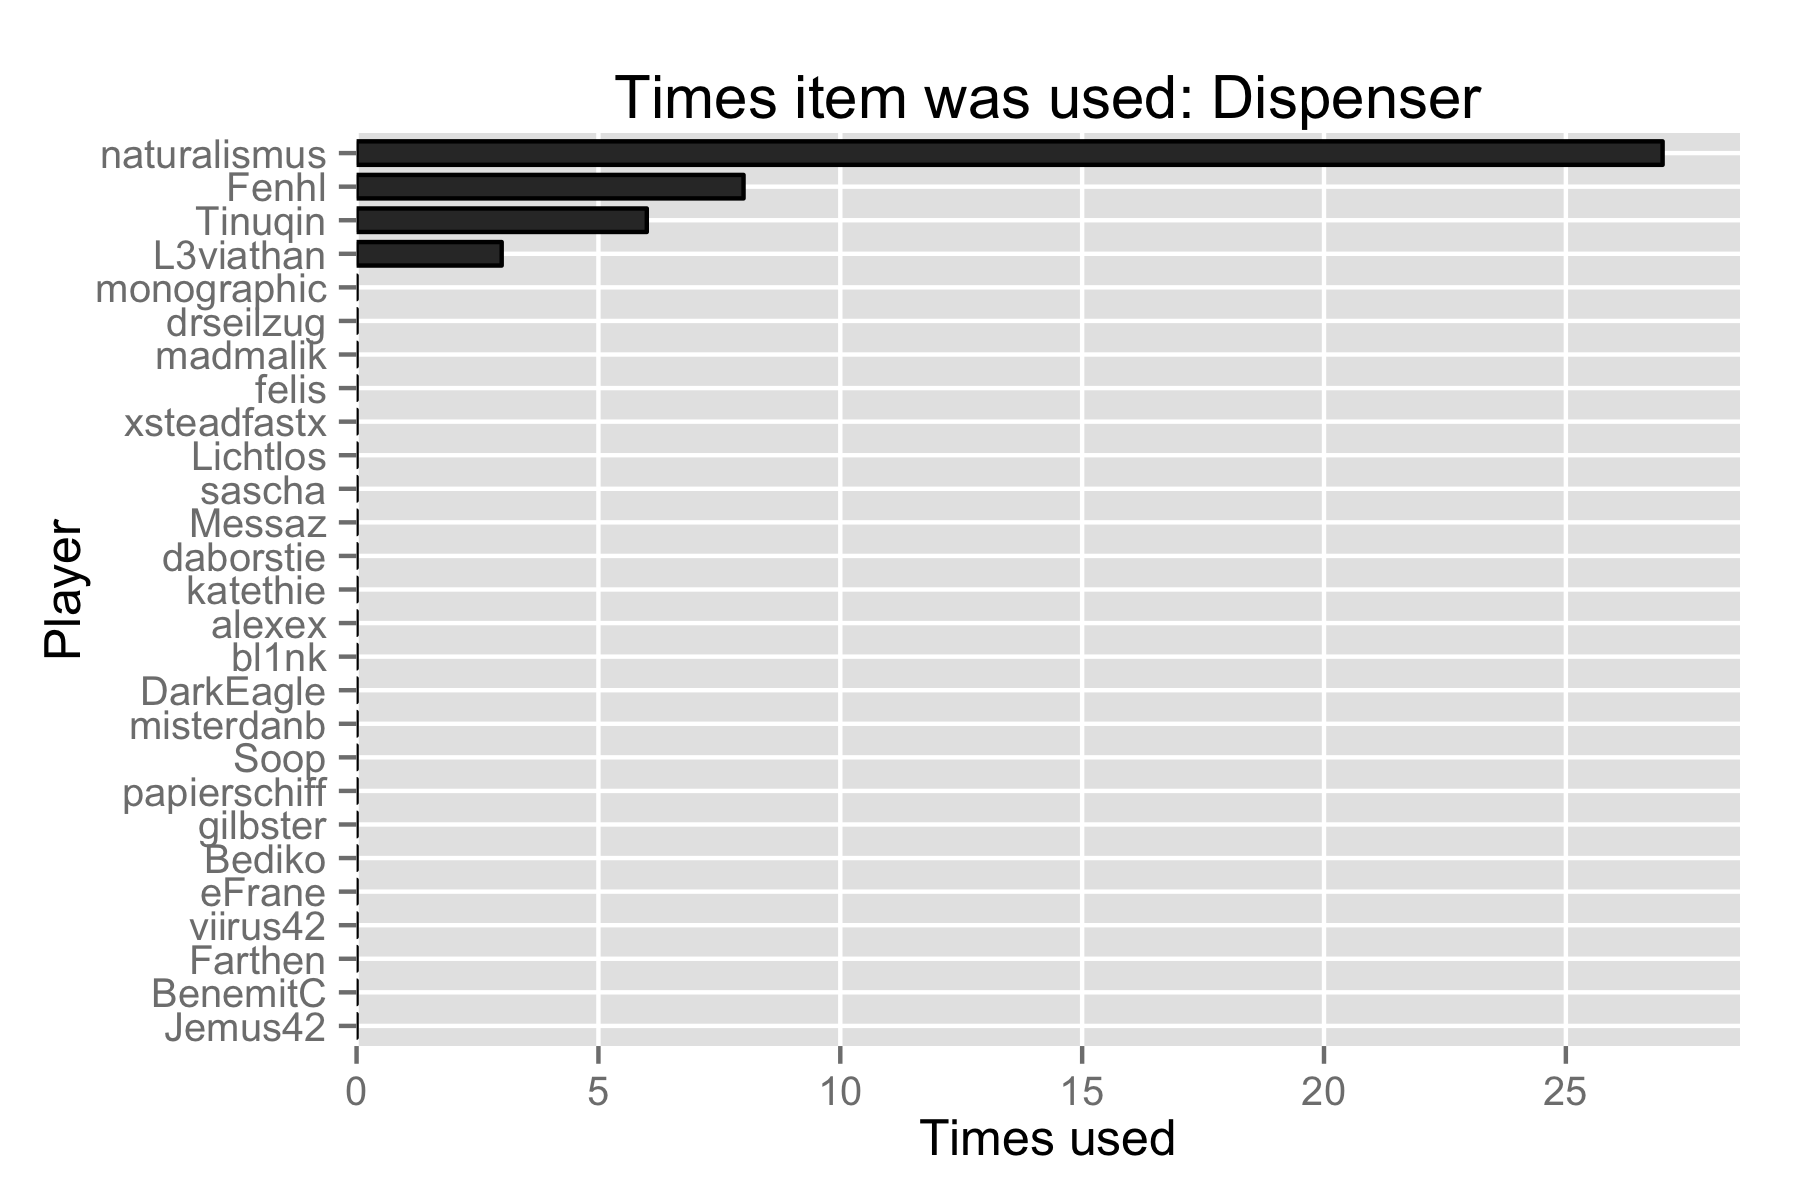 Times item was used: Dispenser
naturalismus
Fenhl
Tinuqin
L3viathan
monographic
drseilzug
madmalik
felis
xsteadfastx
Lichtlos
sascha
Messaz
daborstie
katethie
alexex
bl1nk
DarkEagle
misterdanb
Soop
papierschiff
gilbster
Bediko
eFrane
viirus42
Farthen
BenemitC
Jemus42
Player
0 5 10 15 20 25
Times used